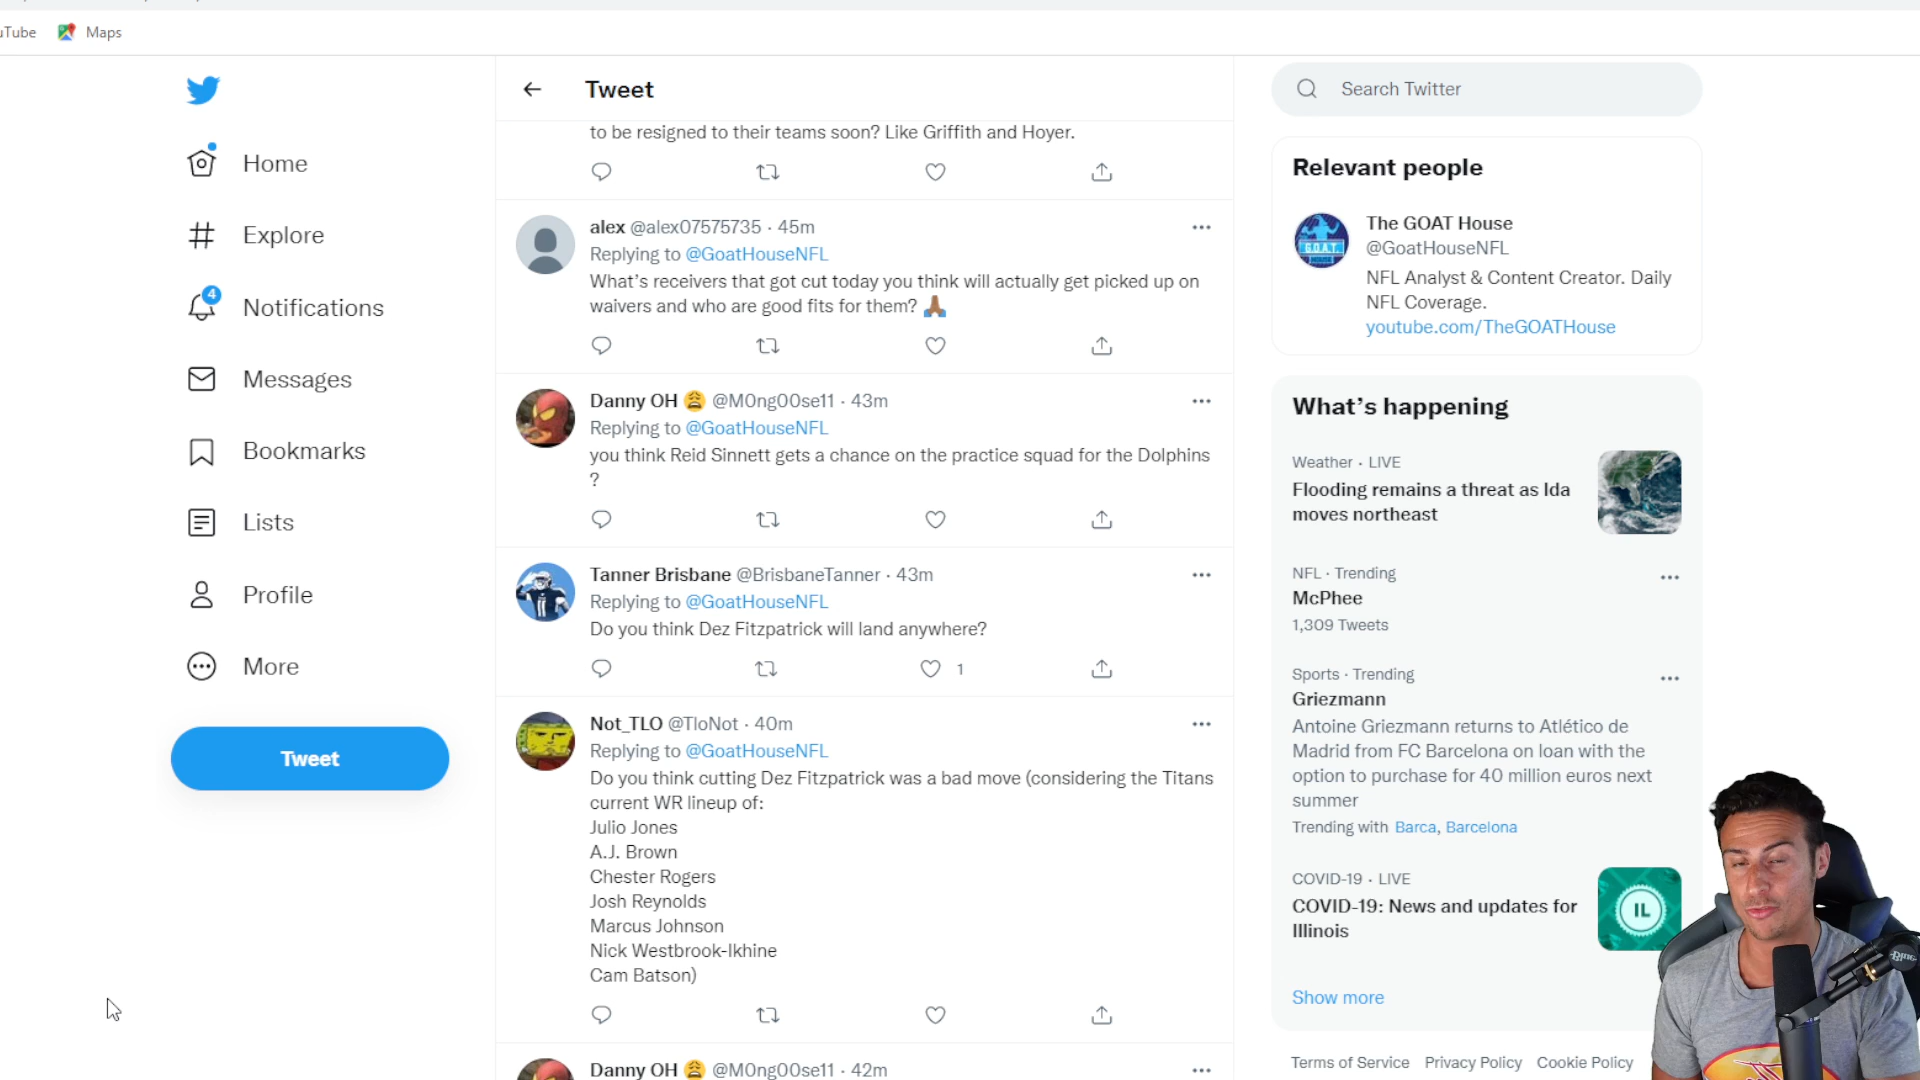 Tube
Maps
Tweet
Search Twitter
Home
Explore
4
Notifications
Messages
Bookmarks
Lists
Profile
More
Tweet
to be resigned to their teams soon? Like Griffith and Hoyer.
alex @alex07575735 · 45m
Replying to @GoatHouseNFL
What's receivers that got cut today you think will actually get picked up on
waivers and who are good fits for them? 🙏🏾
Danny OH 😩 @M0ng00se11 · 43m
Replying to @GoatHouseNFL
you think Reid Sinnett gets a chance on the practice squad for the Dolphins
?
Tanner Brisbane @BrisbaneTanner · 43m
Replying to @GoatHouseNFL
Do you think Dez Fitzpatrick will land anywhere?
1
Not_TLO @TloNot · 40m
Replying to @GoatHouseNFL
Do you think cutting Dez Fitzpatrick was a bad move (considering the Titans
current WR lineup of:
Julio Jones
A.J. Brown
Chester Rogers
Josh Reynolds
Marcus Johnson
Nick Westbrook-Ikhine
Cam Batson)
Danny OH 😩 @M0ng00se11 · 42m
Relevant people
G.O.A.T.
HOUSE
The GOAT House
@GoatHouseNFL
NFL Analyst & Content Creator. Daily
NFL Coverage.
youtube.com/TheGOATHouse
What's happening
Weather · LIVE
Flooding remains a threat as Ida
moves northeast
NFL · Trending
McPhee
1,309 Tweets
Sports · Trending
Griezmann
Antoine Griezmann returns to Atlético de
Madrid from FC Barcelona on loan with the
option to purchase for 40 million euros next
summer
Trending with Barca, Barcelona
COVID-19 · LIVE
COVID-19: News and updates for
Illinois
IL
Show more
Terms of Service Privacy Policy Cookie Policy